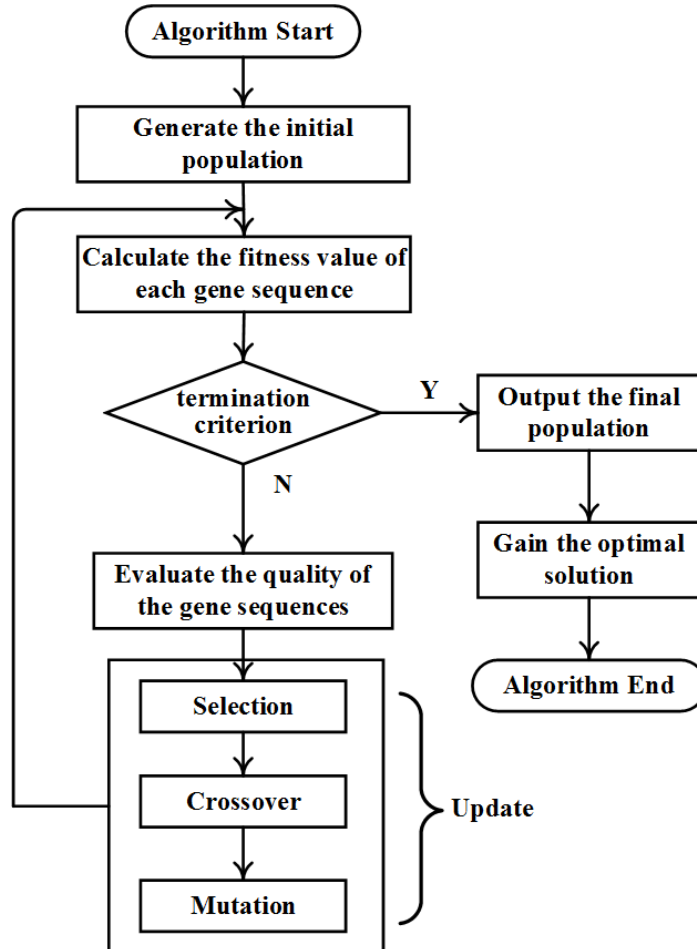 Algorithm Start
Generate the initial
population
Calculate the fitness value of
each gene sequence
termination
criterion
Y
Output the final
population
N
Gain the optimal
solution
Evaluate the quality of
the gene sequences
Algorithm End
Selection
Crossover
Update
Mutation